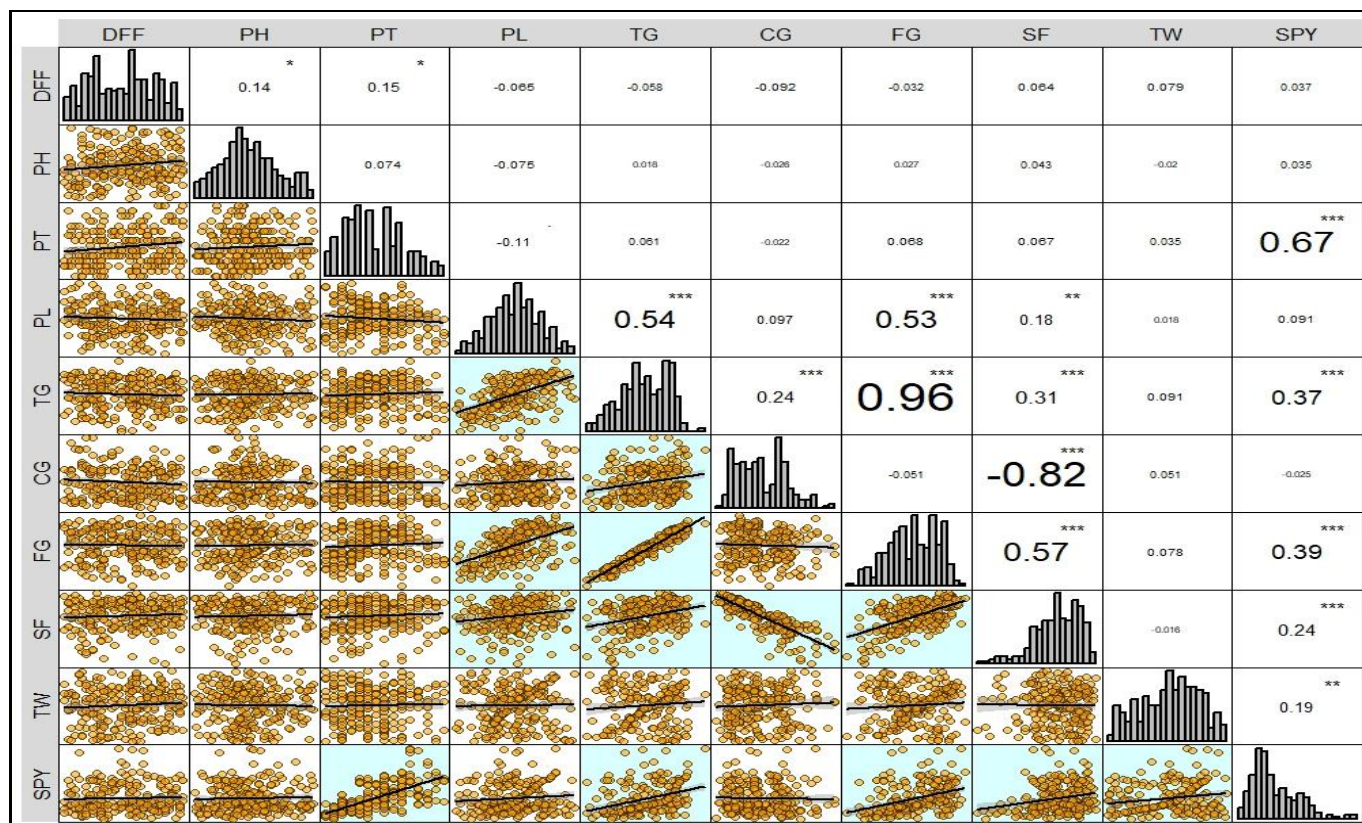 DFF PH PT PL TG CG FG SF TW SPY
DFF 0.14 * 0.15 * -0.065 -0.058 -0.092 -0.032 0.064 0.079 0.037
PH 0.074 -0.075 0.018 -0.026 0.027 0.043 -0.02 0.035
PT -0.11 . 0.061 -0.022 0.068 0.067 0.035 0.67 ***
PL 0.54 *** 0.097 0.53 *** 0.18 ** 0.018 0.091
TG 0.24 *** 0.96 *** 0.31 *** 0.091 0.37 ***
CG -0.051 -0.82 *** 0.051 -0.025
FG 0.57 *** 0.078 0.39 ***
SF -0.016 0.24 ***
TW 0.19 **
SPY